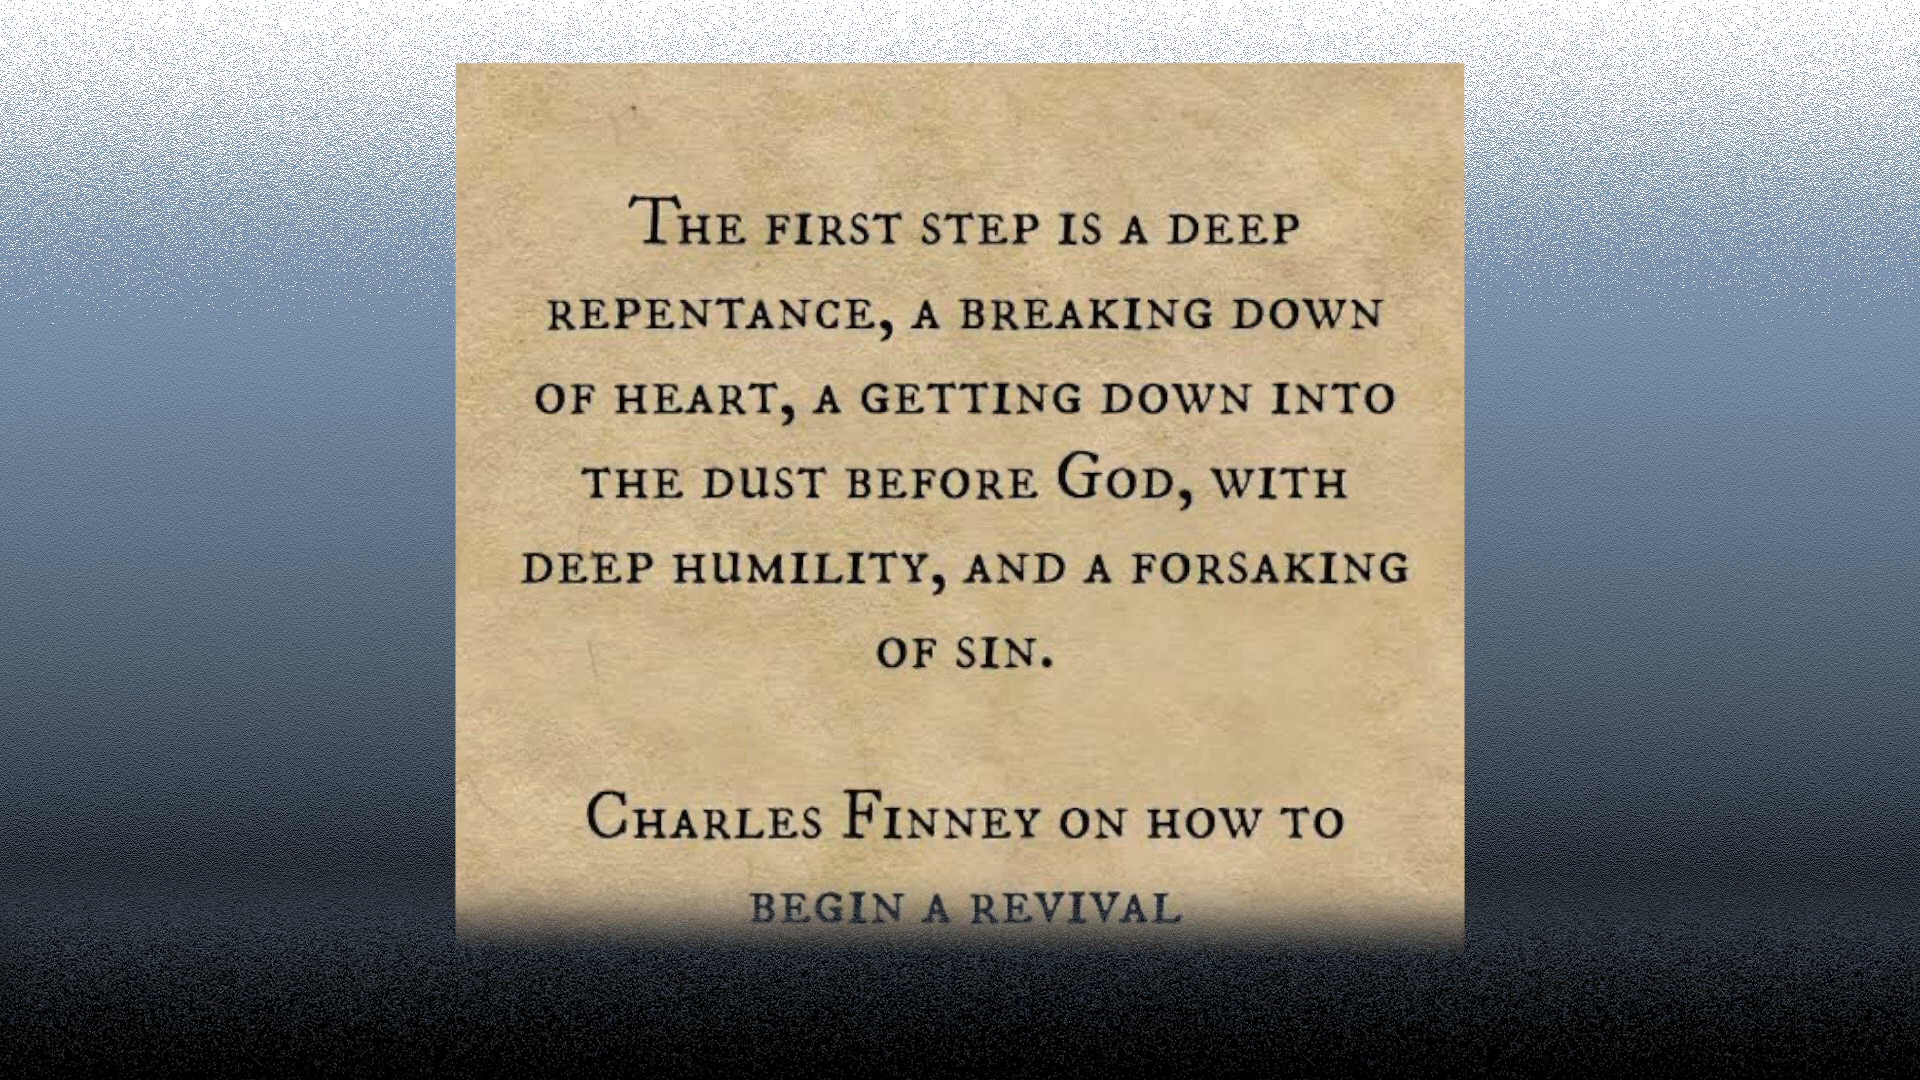 The first step is a deep
repentance, a breaking down
of heart, a getting down into
the dust before God, with
deep humility, and a forsaking
of sin.
Charles Finney on how to
begin a revival